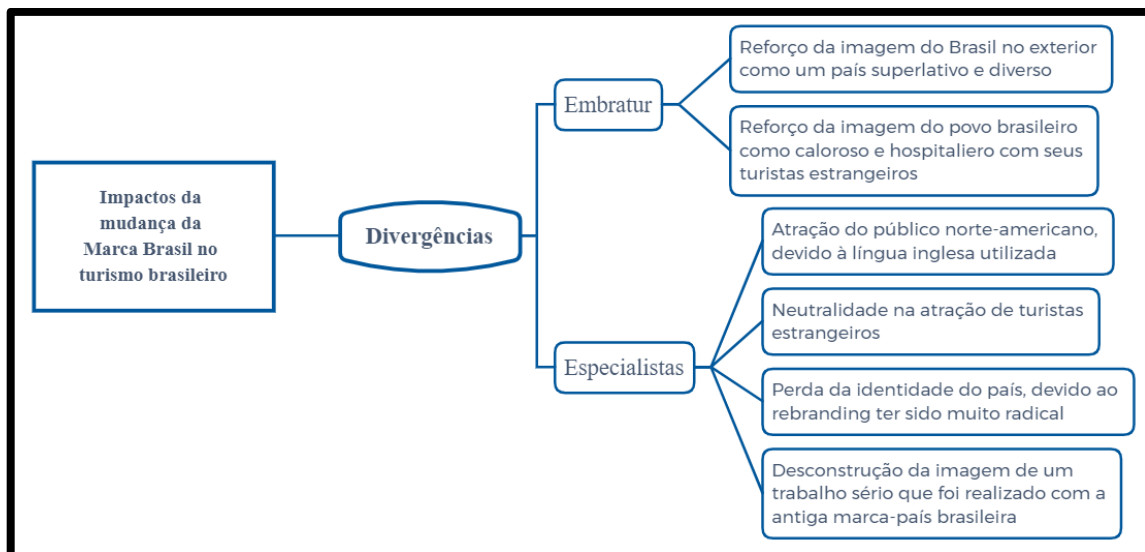 Impactos da
mudança da
Marca Brasil no
turismo brasileiro
Divergências
Embratur
Reforço da imagem do Brasil no exterior
como um país superlativo e diverso
Reforço da imagem do povo brasileiro
como caloroso e hospitaliero com seus
turistas estrangeiros
Especialistas
Atração do público norte-americano,
devido à língua inglesa utilizada
Neutralidade na atração de turistas
estrangeiros
Perda da identidade do país, devido ao
rebranding ter sido muito radical
Desconstrução da imagem de um
trabalho sério que foi realizado com a
antiga marca-país brasileira